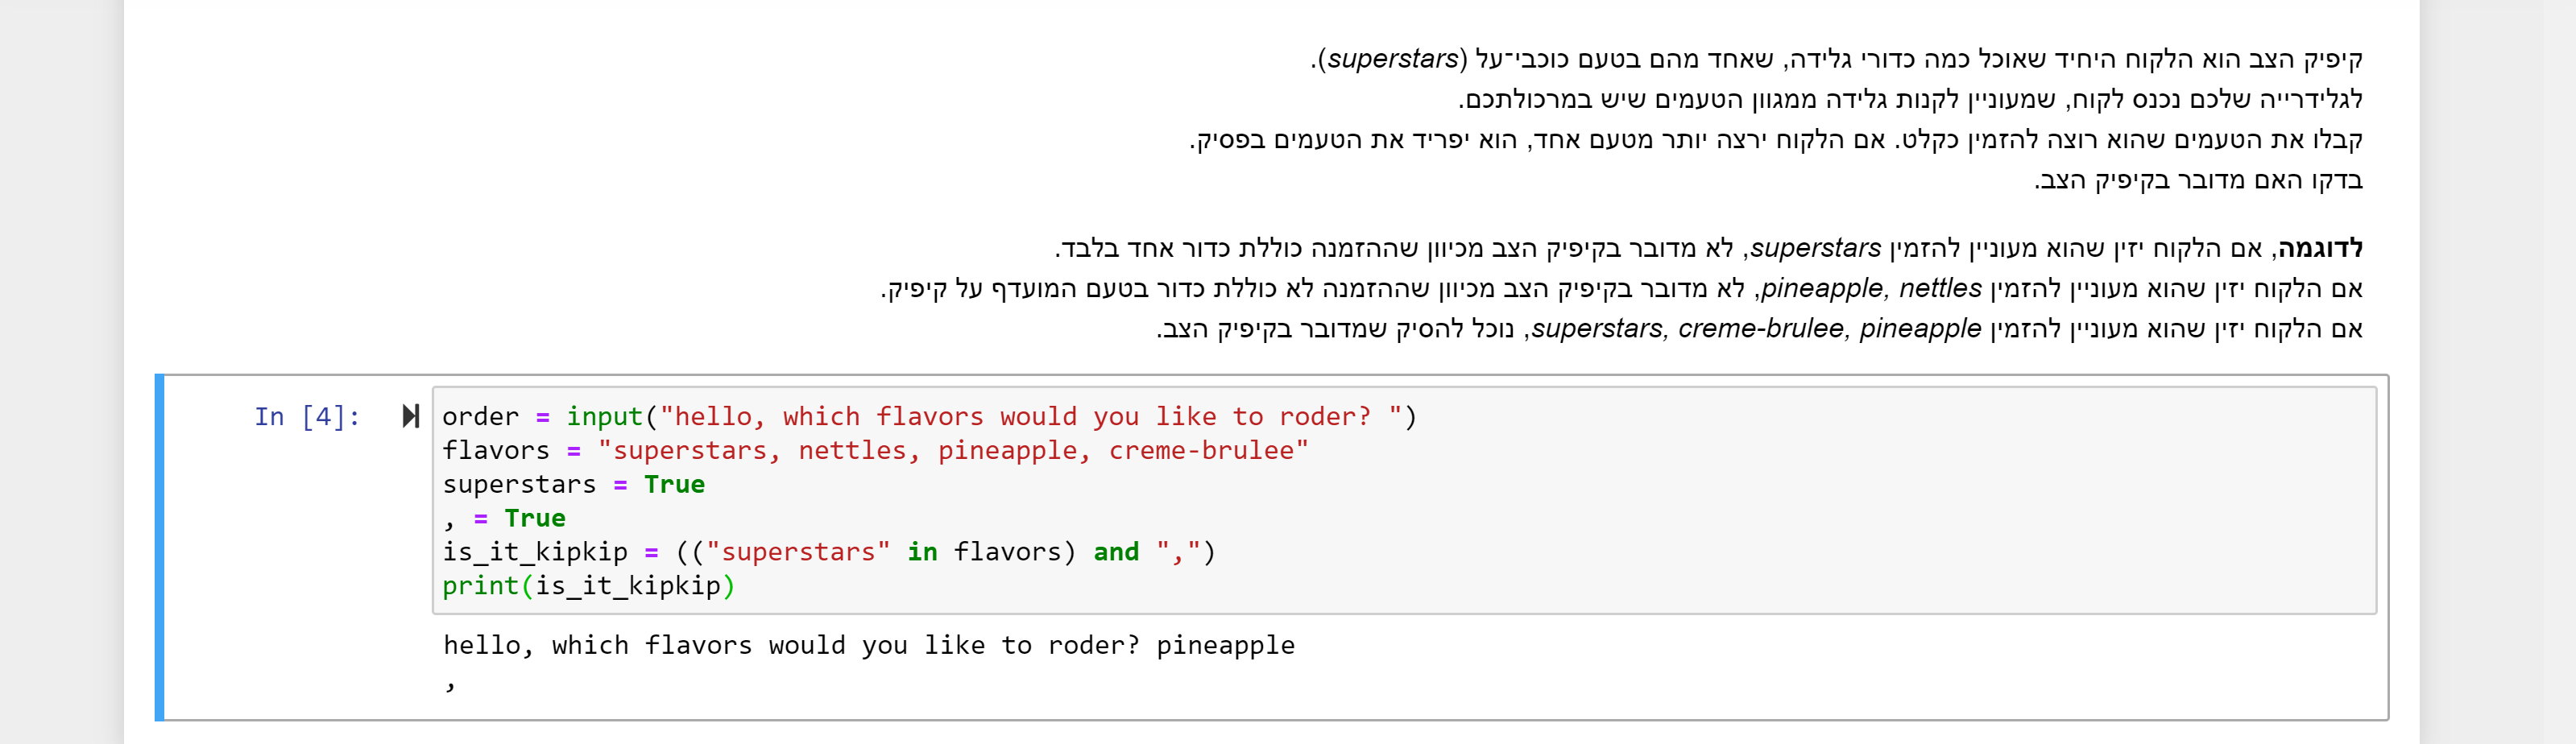 קיפיק הצב הוא הלקוח היחיד שאוכל כמה כדורי גלידה, שאחד מהם בטעם כוכבי־על (superstars).
לגלידרייה שלכם נכנס לקוח, שמעוניין לקנות גלידה ממגוון הטעמים שיש במרכולתכם.
קבלו את הטעמים שהוא רוצה להזמין כקלט. אם הלקוח ירצה יותר מטעם אחד, הוא יפריד את הטעמים בפסיק.
בדקו האם מדובר בקיפיק הצב.
לדוגמה, אם הלקוח יזין שהוא מעוניין להזמין superstars, לא מדובר בקיפיק הצב מכיוון שההזמנה כוללת כדור אחד בלבד.
אם הלקוח יזין שהוא מעוניין להזמין pineapple, nettles, לא מדובר בקיפיק הצב מכיוון שההזמנה לא כוללת כדור בטעם המועדף על קיפיק.
אם הלקוח יזין שהוא מעוניין להזמין superstars, creme-brulee, pineapple, נוכל להסיק שמדובר בקיפיק הצב.
In [4]: order = input("hello, which flavors would you like to roder? ")
flavors = "superstars, nettles, pineapple, creme-brulee"
superstars = True
, = True
is_it_kipkip = (("superstars" in flavors) and ",")
print(is_it_kipkip)
hello, which flavors would you like to roder? pineapple
,